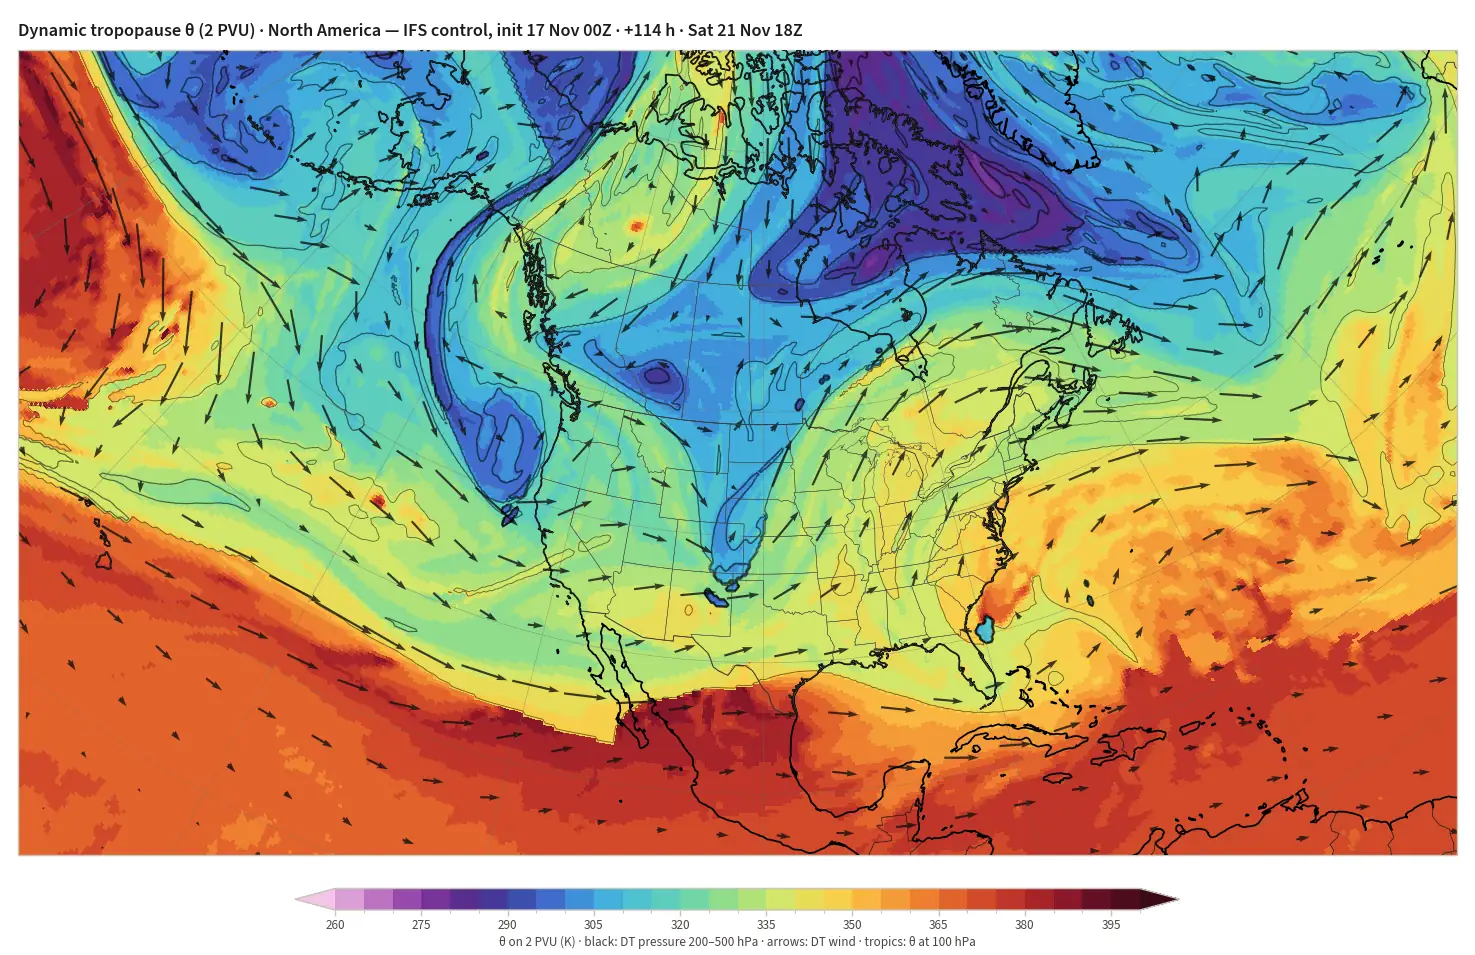 Dynamic tropopause θ (2 PVU) · North America — IFS control, init 17 Nov 00Z · +114 h · Sat 21 Nov 18Z
260 275 290 305 320 335 350 365 380 395
θ on 2 PVU (K) · black: DT pressure 200–500 hPa · arrows: DT wind · tropics: θ at 100 hPa